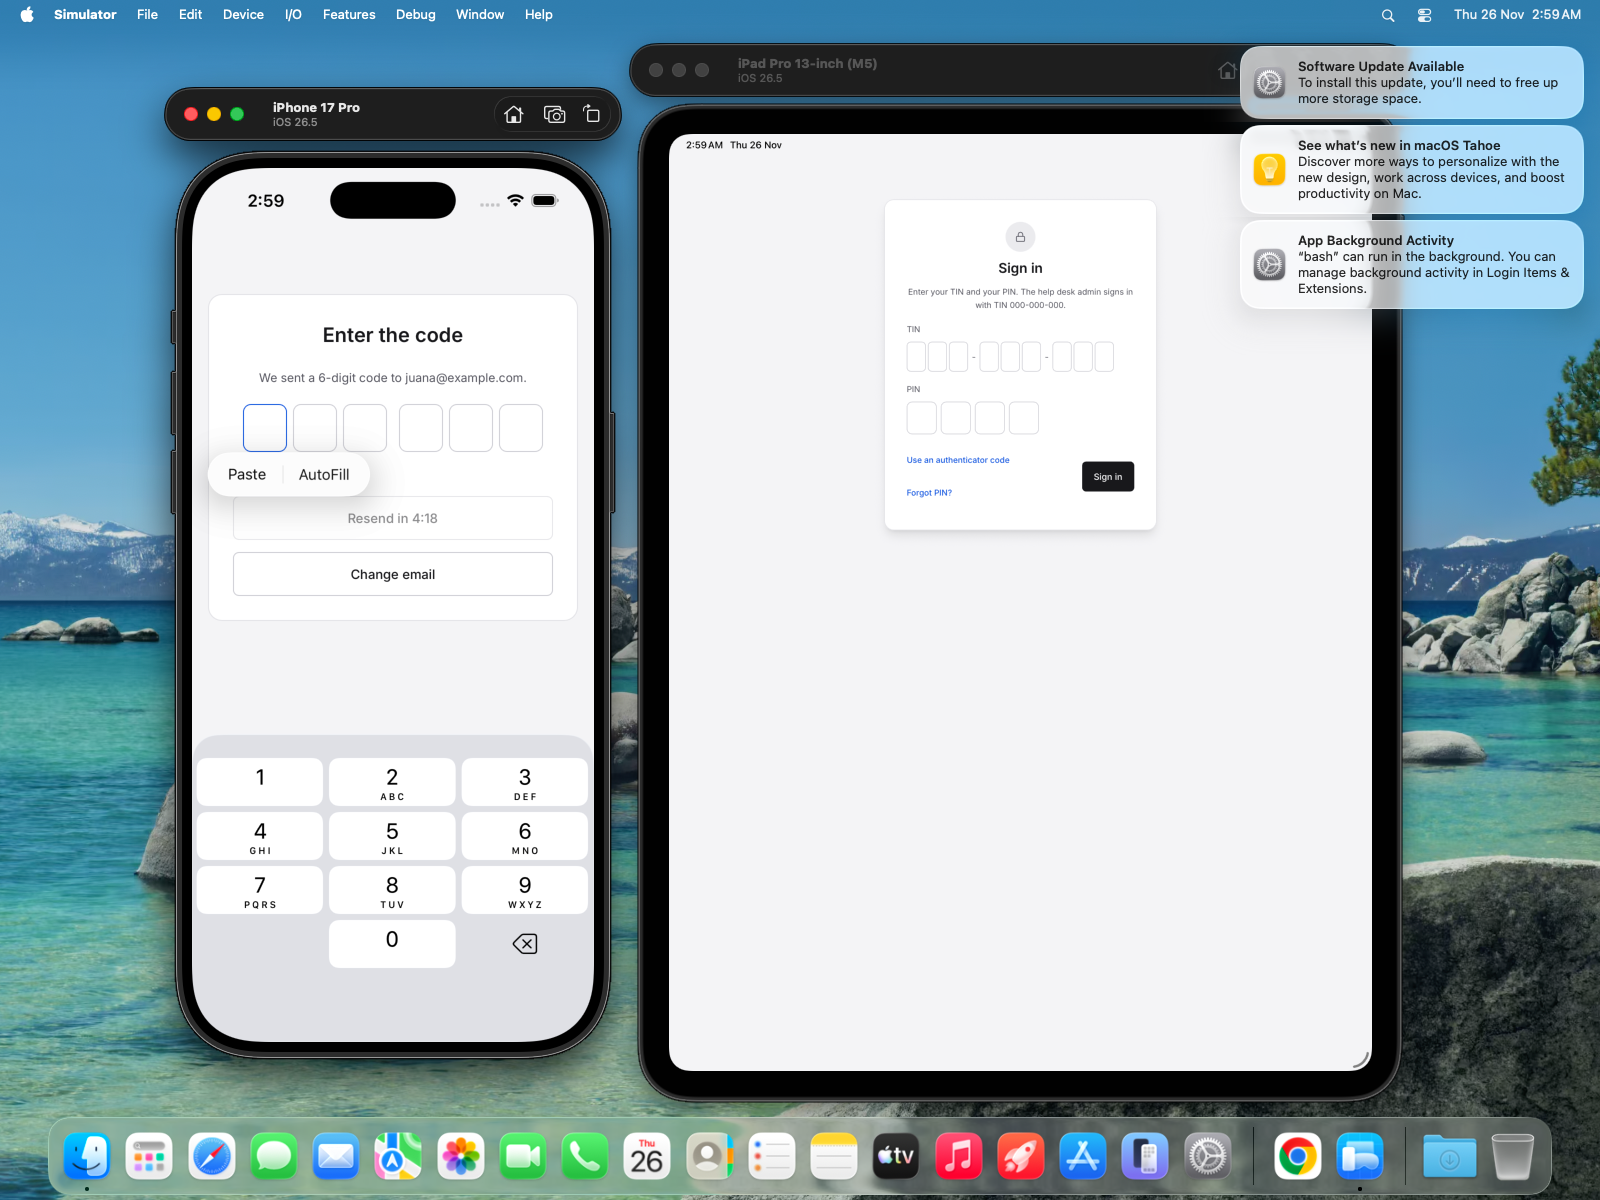 Simulator File Edit Device I/O Features Debug Window Help
Thu 26 Nov 2:59 AM
iPhone 17 Pro
iOS 26.5
2:59
Enter the code
We sent a 6-digit code to juana@example.com.
Paste
AutoFill
Resend in 4:18
Change email
1
2
ABC
3
DEF
4
GHI
5
JKL
6
MNO
7
PQRS
8
TUV
9
WXYZ
0
iPad Pro 13-inch (M5)
iOS 26.5
2:59 AM Thu 26 Nov
Sign in
Enter your TIN and your PIN. The help desk admin signs in
with TIN 000-000-000.
TIN
- -
PIN
Use an authenticator code
Sign in
Forgot PIN?
Software Update Available
To install this update, you’ll need to free up
more storage space.
See what’s new in macOS Tahoe
Discover more ways to personalize with the
new design, work across devices, and boost
productivity on Mac.
App Background Activity
“bash” can run in the background. You can
manage background activity in Login Items &
Extensions.
Thu
26
tv